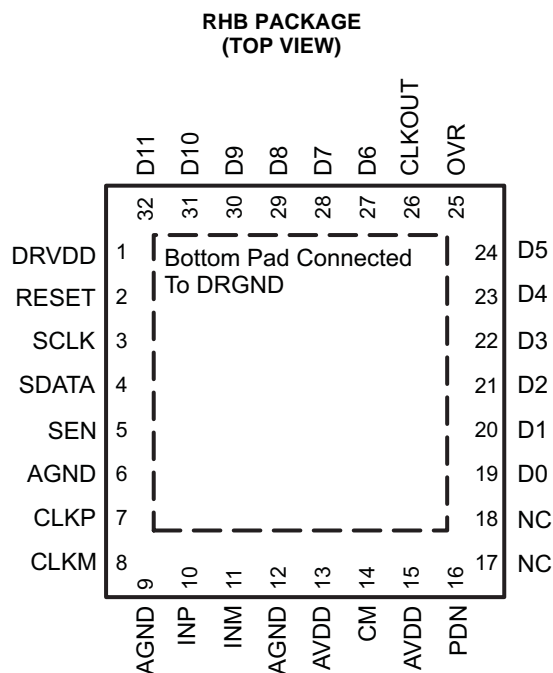 RHB PACKAGE
(TOP VIEW)
D11 D10 D9 D8 D7 D6 CLKOUT OVR
32 31 30 29 28 27 26 25
DRVDD 1 Bottom Pad Connected 24 D5
To DRGND
RESET 2 23 D4
SCLK 3 22 D3
SDATA 4 21 D2
SEN 5 20 D1
AGND 6 19 D0
CLKP 7 18 NC
CLKM 8 17 NC
9 10 11 12 13 14 15 16
AGND INP INM AGND AVDD CM AVDD PDN